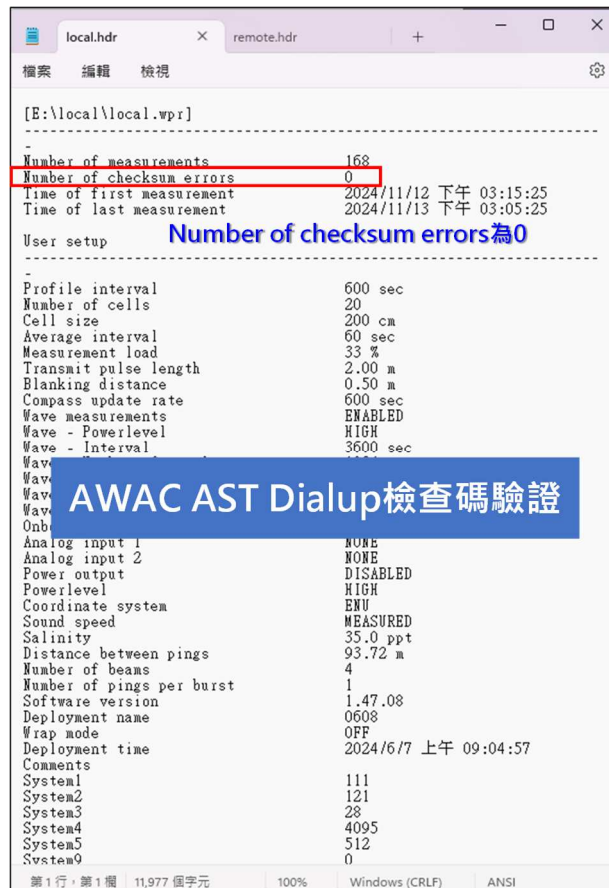 local.hdr
remote.hdr
檔案 編輯 檢視
[E:\local\local.wpr]
Number of measurements 168
Number of checksum errors 0
Time of first measurement 2024/11/12 下午 03:15:25
Time of last measurement 2024/11/13 下午 03:05:25
User setup
Number of checksum errors為0
Profile interval 600 sec
Number of cells 20
Cell size 200 cm
Average interval 60 sec
Measurement load 33 %
Transmit pulse length 2.00 m
Blanking distance 0.50 m
Compass update rate 600 sec
Wave measurements ENABLED
Wave - Powerlevel HIGH
Wave - Interval 3600 sec
AWAC AST Dialup檢查碼驗證
Analog input 1 NONE
Analog input 2 NONE
Power output DISABLED
Powerlevel HIGH
Coordinate system ENU
Sound speed MEASURED
Salinity 35.0 ppt
Distance between pings 93.72 m
Number of beams 4
Number of pings per burst 1
Software version 1.47.08
Deployment name 0608
Wrap mode OFF
Deployment time 2024/6/7 上午 09:04:57
Comments
System1 111
System2 121
System3 28
System4 4095
System5 512
System9 0
第 1 行,第 1 欄 11,977 個字元 100% Windows (CRLF) ANSI